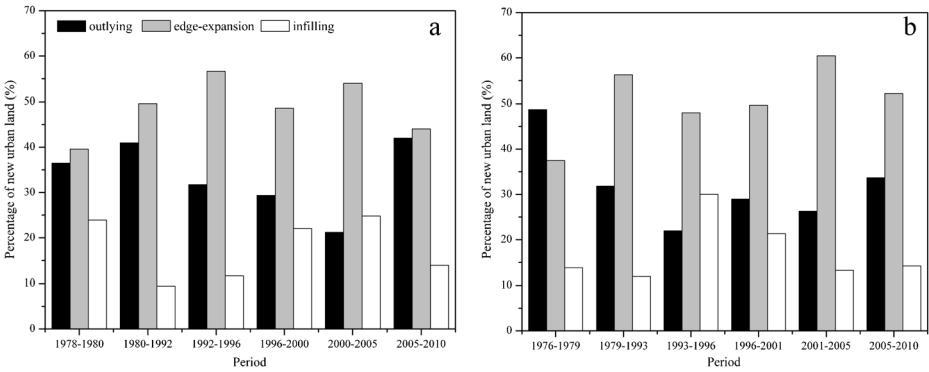 outlying edge-expansion infilling a
Percentage of new urban land (%)
70
60
50
40
30
20
10
0
1978-1980 1980-1992 1992-1996 1996-2000 2000-2005 2005-2010
Period
b
Percentage of new urban land (%)
70
60
50
40
30
20
10
0
1976-1979 1979-1993 1993-1996 1996-2001 2001-2005 2005-2010
Period